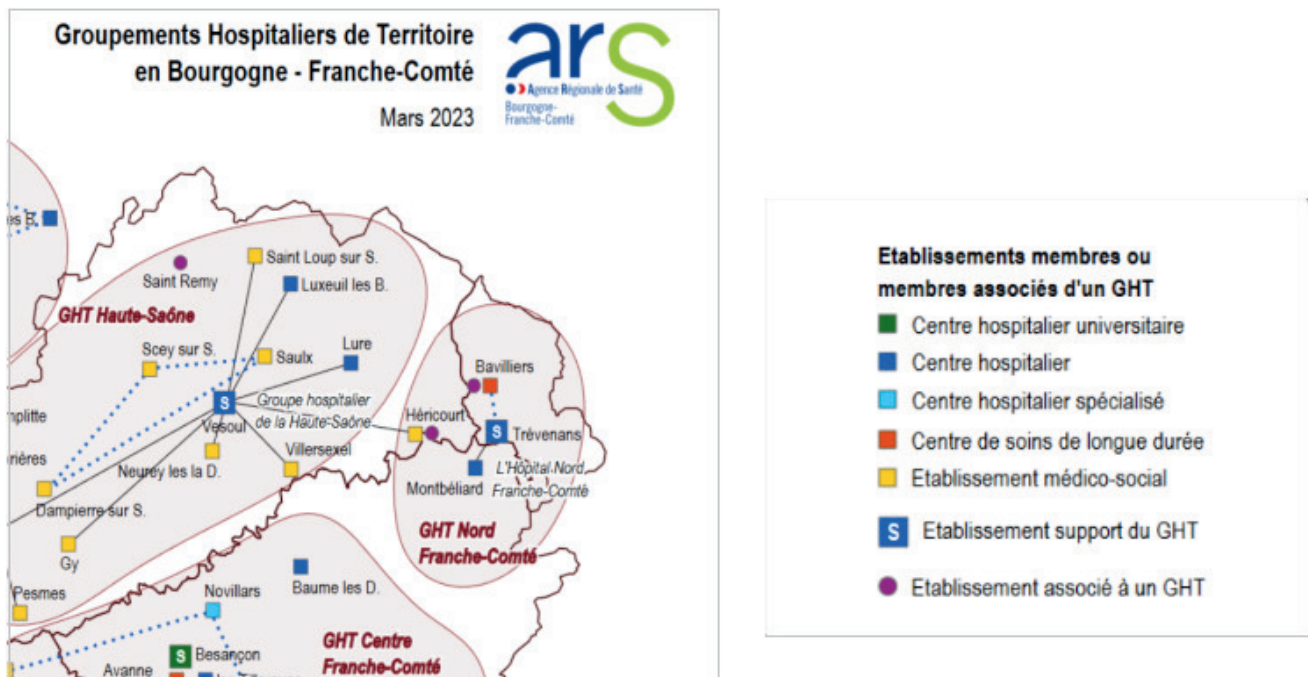 Groupements Hospitaliers de Territoire
en Bourgogne - Franche-Comté
Mars 2023
ars
Agence Régionale de Santé
Bourgogne-
Franche-Comté
es B.
Saint Loup sur S.
Saint Remy
Luxeuil les B.
GHT Haute-Saône
Scey sur S.
Saulx
Lure
Bavilliers
S
Groupe hospitalier
de la Haute-Saône
Vesoul
Héricourt
S
Trévenans
mplitte
Neurey les la D.
Villersexel
rières
L'Hôpital Nord
Franche-Comté
Montbéliard
Dampierre sur S.
GHT Nord
Franche-Comté
Gy
Baume les D.
Pesmes
Novillars
GHT Centre
Franche-Comté
S
Besançon
Avanne
Etablissements membres ou
membres associés d'un GHT
Centre hospitalier universitaire
Centre hospitalier
Centre hospitalier spécialisé
Centre de soins de longue durée
Etablissement médico-social
S Etablissement support du GHT
Etablissement associé à un GHT